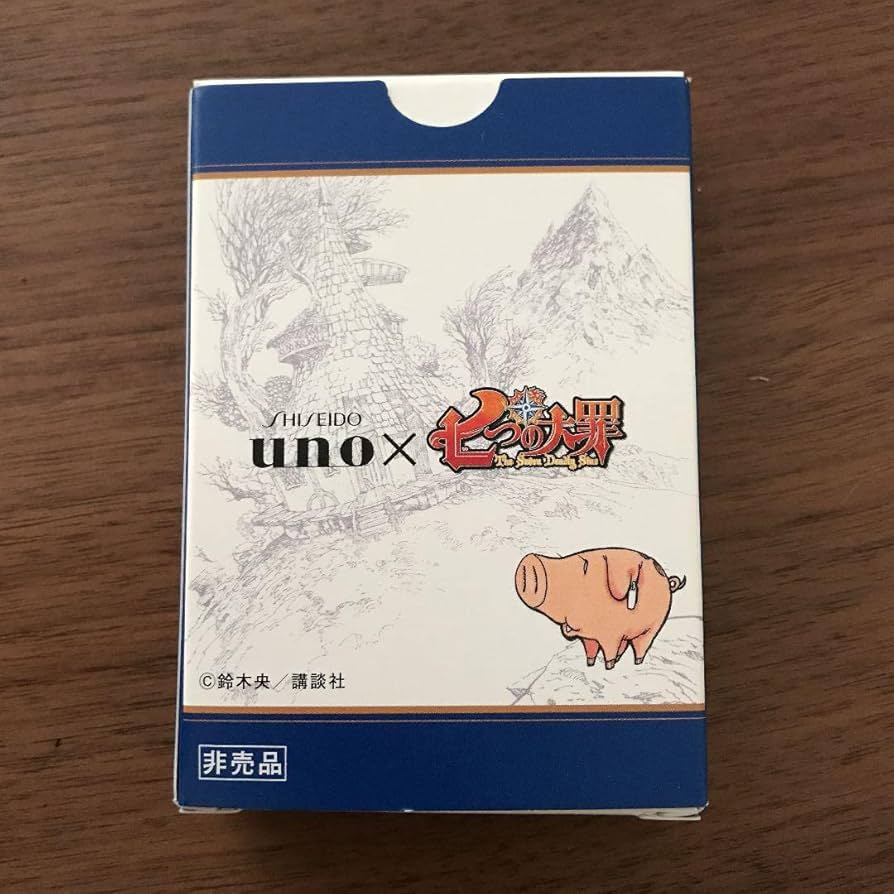 SHISEIDO
uno×
七つの大罪
The Seven Deadly Sins
©鈴木央／講談社
非売品